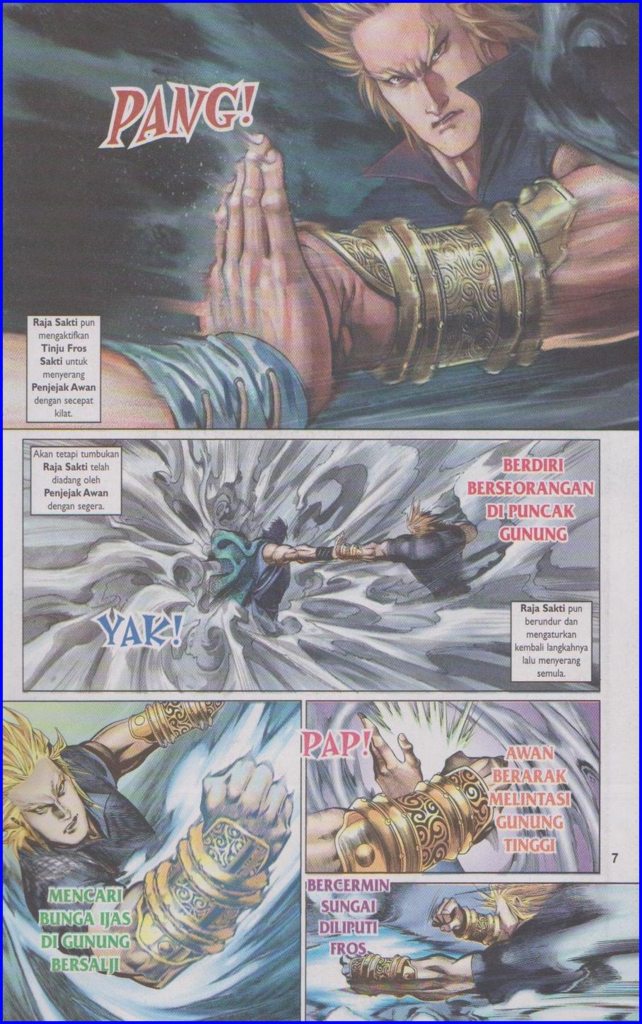 PANG!
Raja Sakti pun
mengaktifkan
Tinju Fros
Sakti untuk
menyerang
Penjejak Awan
dengan secepat
kilat.
Akan tetapi tumbukan
Raja Sakti telah
diadang oleh
Penjejak Awan
dengan segera.
BERDIRI
BERSEORANGAN
DI PUNCAK
GUNUNG
YAK!
Raja Sakti pun
berundur dan
mengaturkan
kembali langkahnya
lalu menyerang
semula.
MENCARI
BUNGA IJAS
DI GUNUNG
BERSALJI
PAP!
AWAN
BERARAK
MELINTASI
GUNUNG
TINGGI
7
BERCERMIN
SUNGAI
DILIPUTI
FROS.